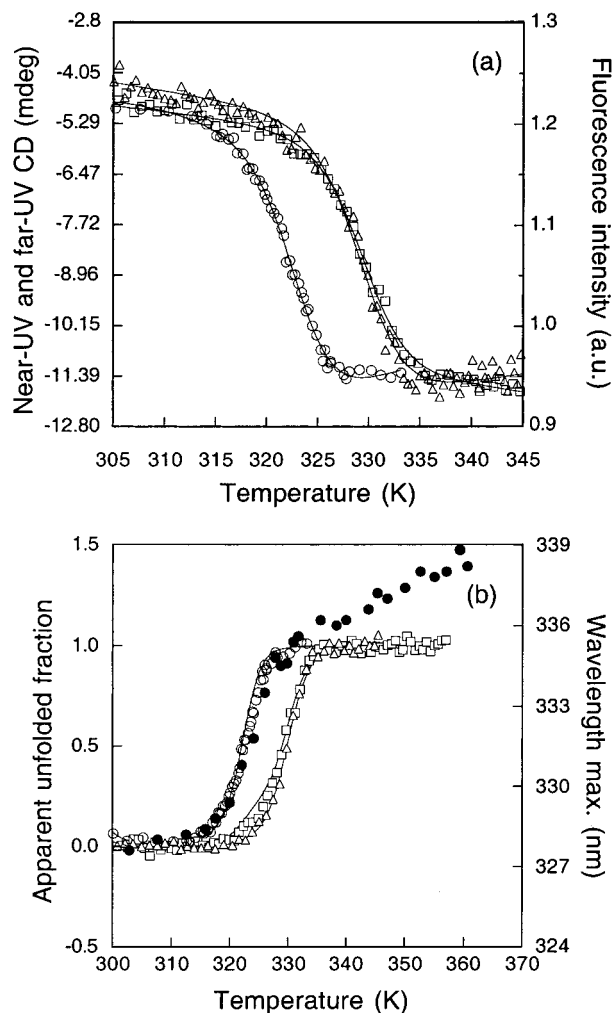 (a)
Near-UV and far-UV CD (mdeg)
-2.8
-4.05
-5.29
-6.47
-7.72
-8.96
-10.15
-11.39
-12.80
1.3
1.2
1.1
1.0
0.9
Fluorescence intensity (a.u.)
305 310 315 320 325 330 335 340 345
Temperature (K)
(b)
Apparent unfolded fraction
1.5
1.0
0.5
0.0
-0.5
339
336
333
330
327
324
Wavelength max. (nm)
300 310 320 330 340 350 360 370
Temperature (K)